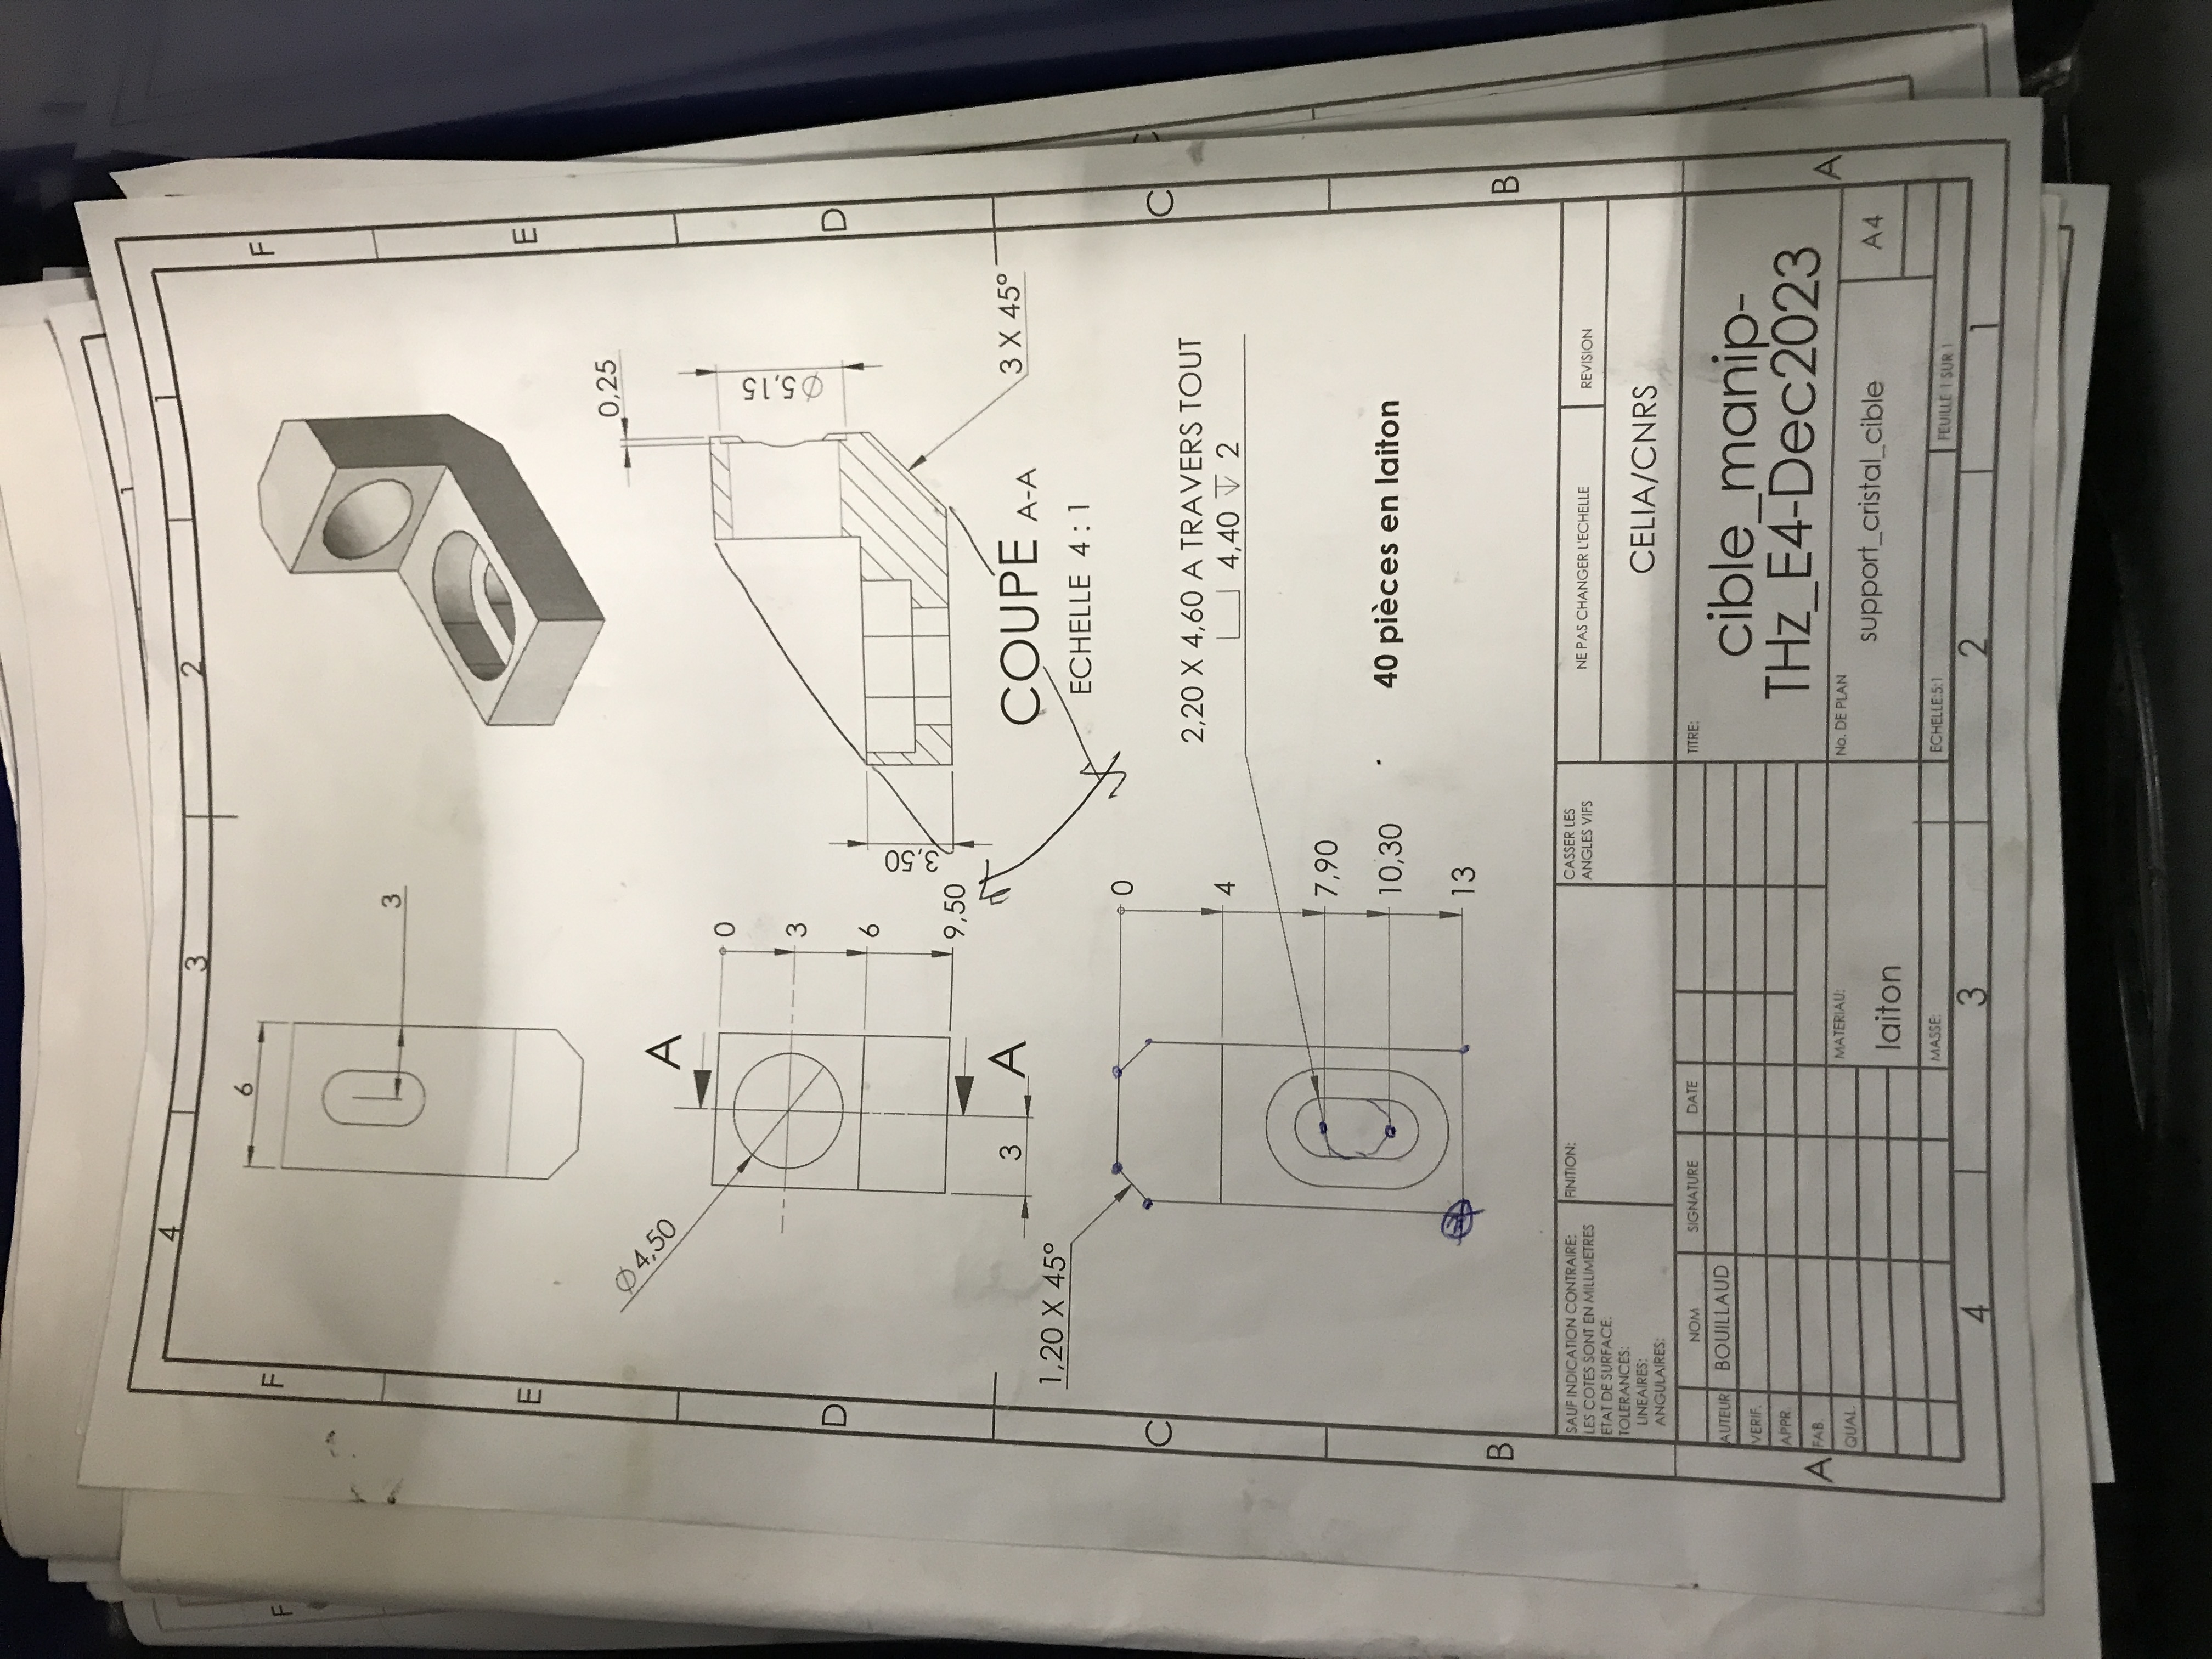 4
3
2
1
1
F
F
F
6
3
E
E
0,25
Ø4,50
A
0
3
6
9,50
3
A
Ø5,15
D
D
3,50
COUPE A-A
ECHELLE 4 : 1
3 X 45°
1,20 X 45°
0
4
7,90
10,30
13
C
C
2,20 X 4,60 A TRAVERS TOUT
4,40 ↧ 2
40 pièces en laiton
B
B
SAUF INDICATION CONTRAIRE:
LES COTES SONT EN MILLIMETRES
ETAT DE SURFACE:
TOLERANCES:
LINEAIRES:
ANGULAIRES:
FINITION:
CASSER LES
ANGLES VIFS
NE PAS CHANGER L'ECHELLE
REVISION
CELIA/CNRS
NOM
SIGNATURE
DATE
AUTEUR
BOUILLAUD
VERIF.
APPR.
FAB.
QUAL.
TITRE:
cible_manip-
THz_E4-Dec2023
MATERIAU:
laiton
No. DE PLAN
support_cristal_cible
A4
MASSE:
ECHELLE:5:1
FEUILLE 1 SUR 1
A
A
4
3
2
1